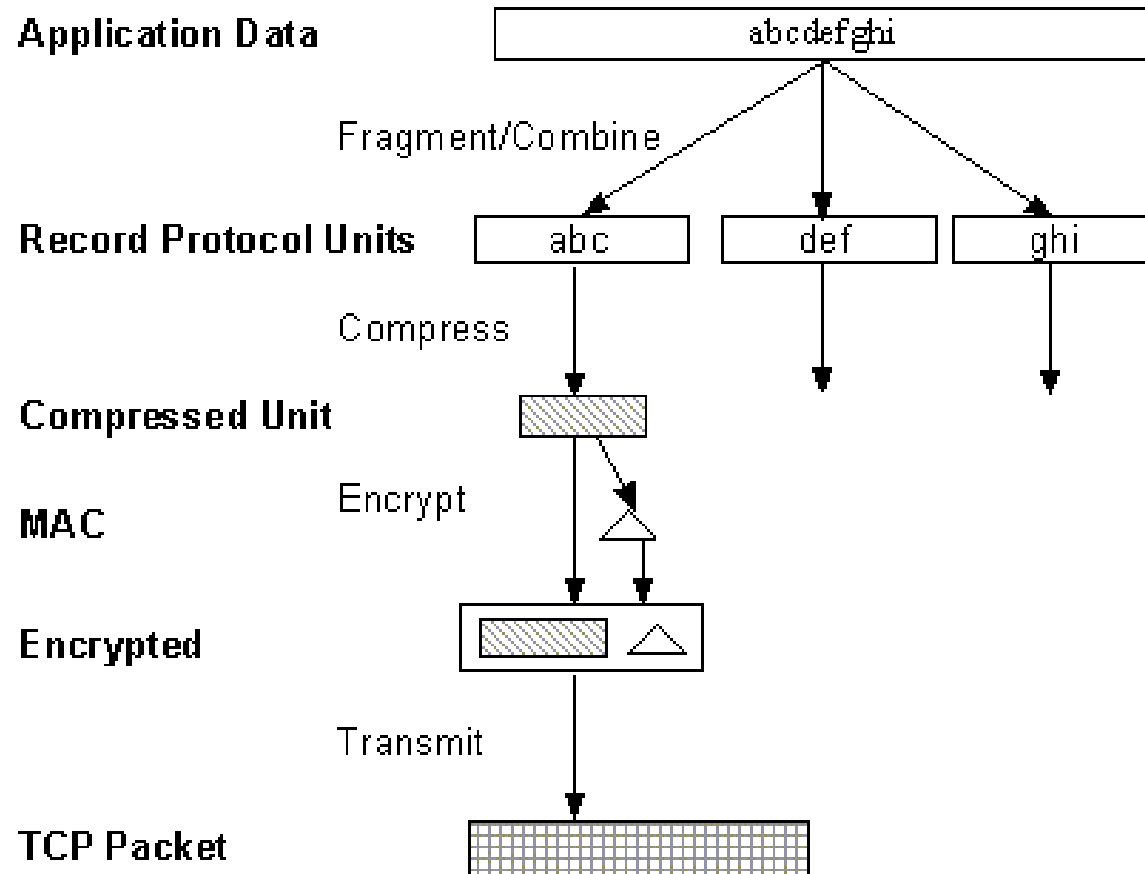 Application Data
abcdefghi
Fragment/Combine
Record Protocol Units
abc
def
ghi
Compress
Compressed Unit
Encrypt
MAC
Encrypted
Transmit
TCP Packet